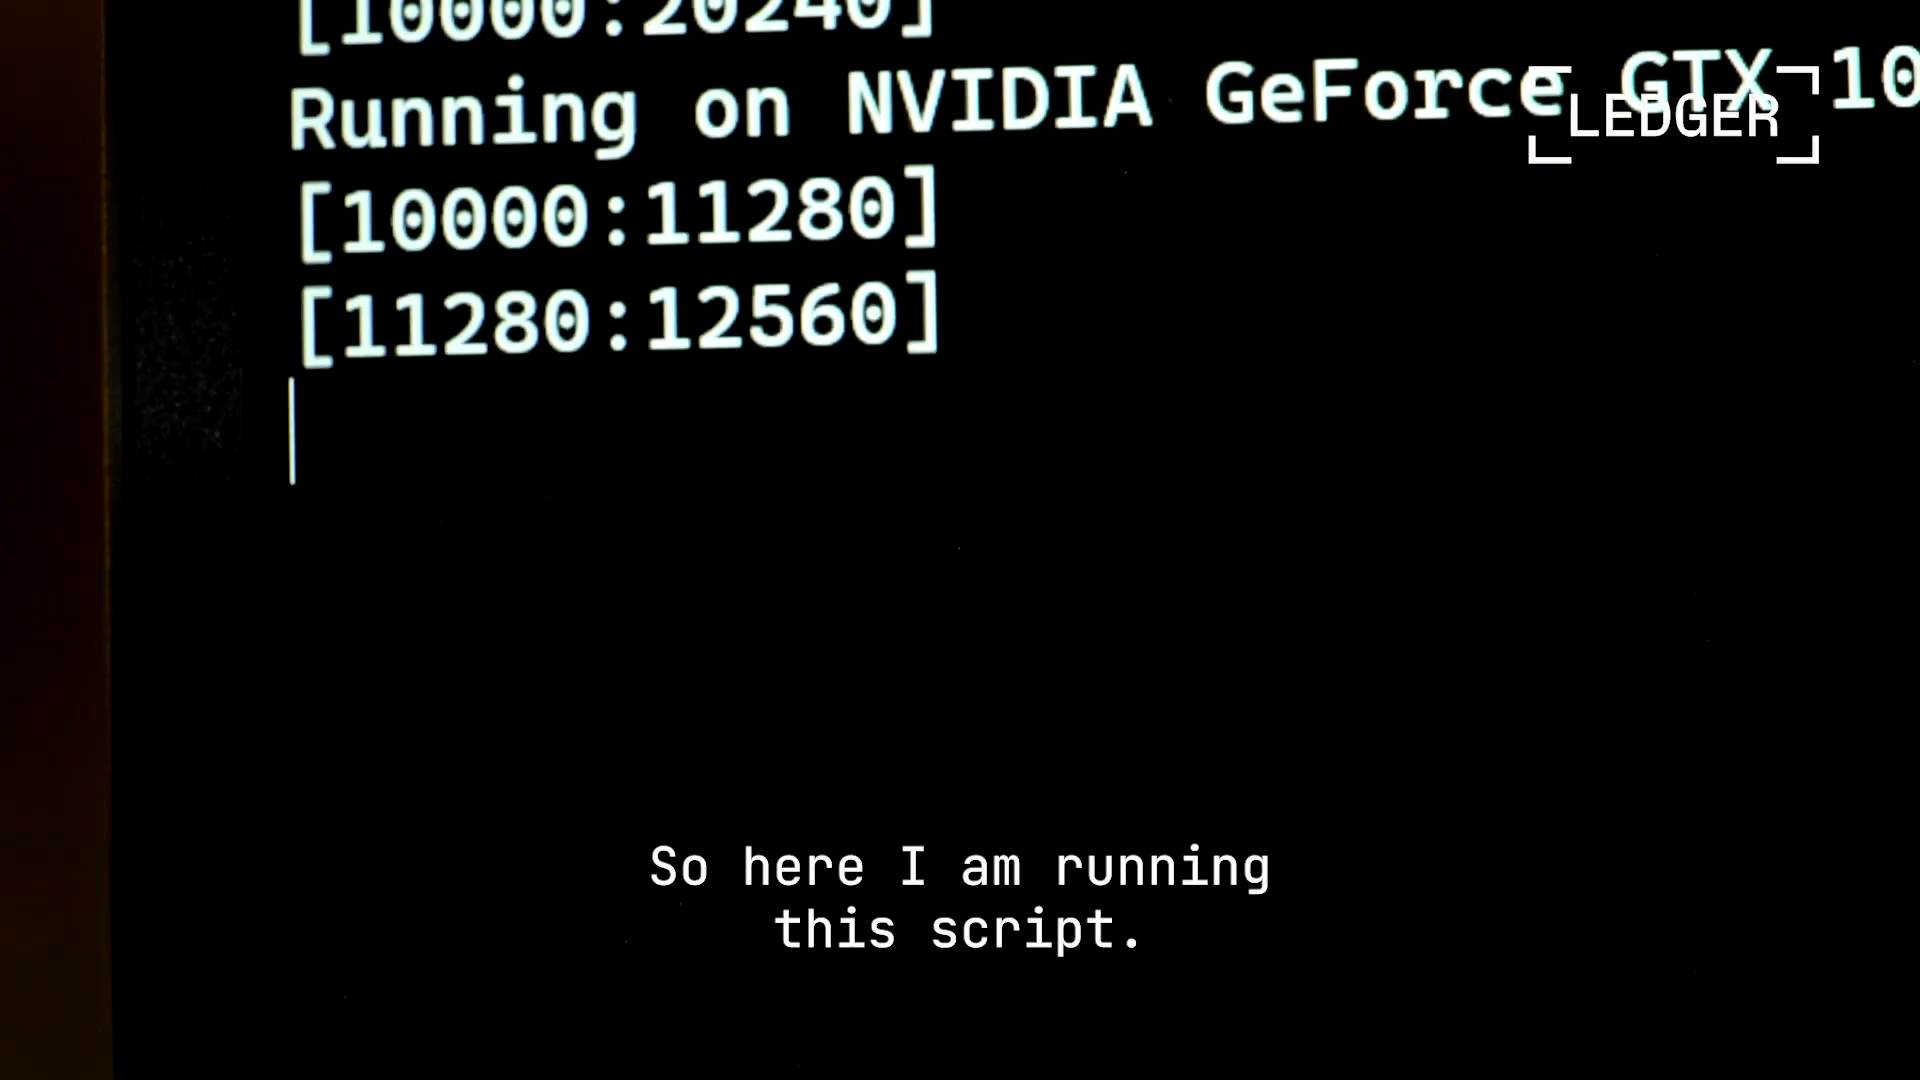 [10000:20240]
Running on NVIDIA GeForce GTX 10
LEDGER
[10000:11280]
[11280:12560]
So here I am running
this script.